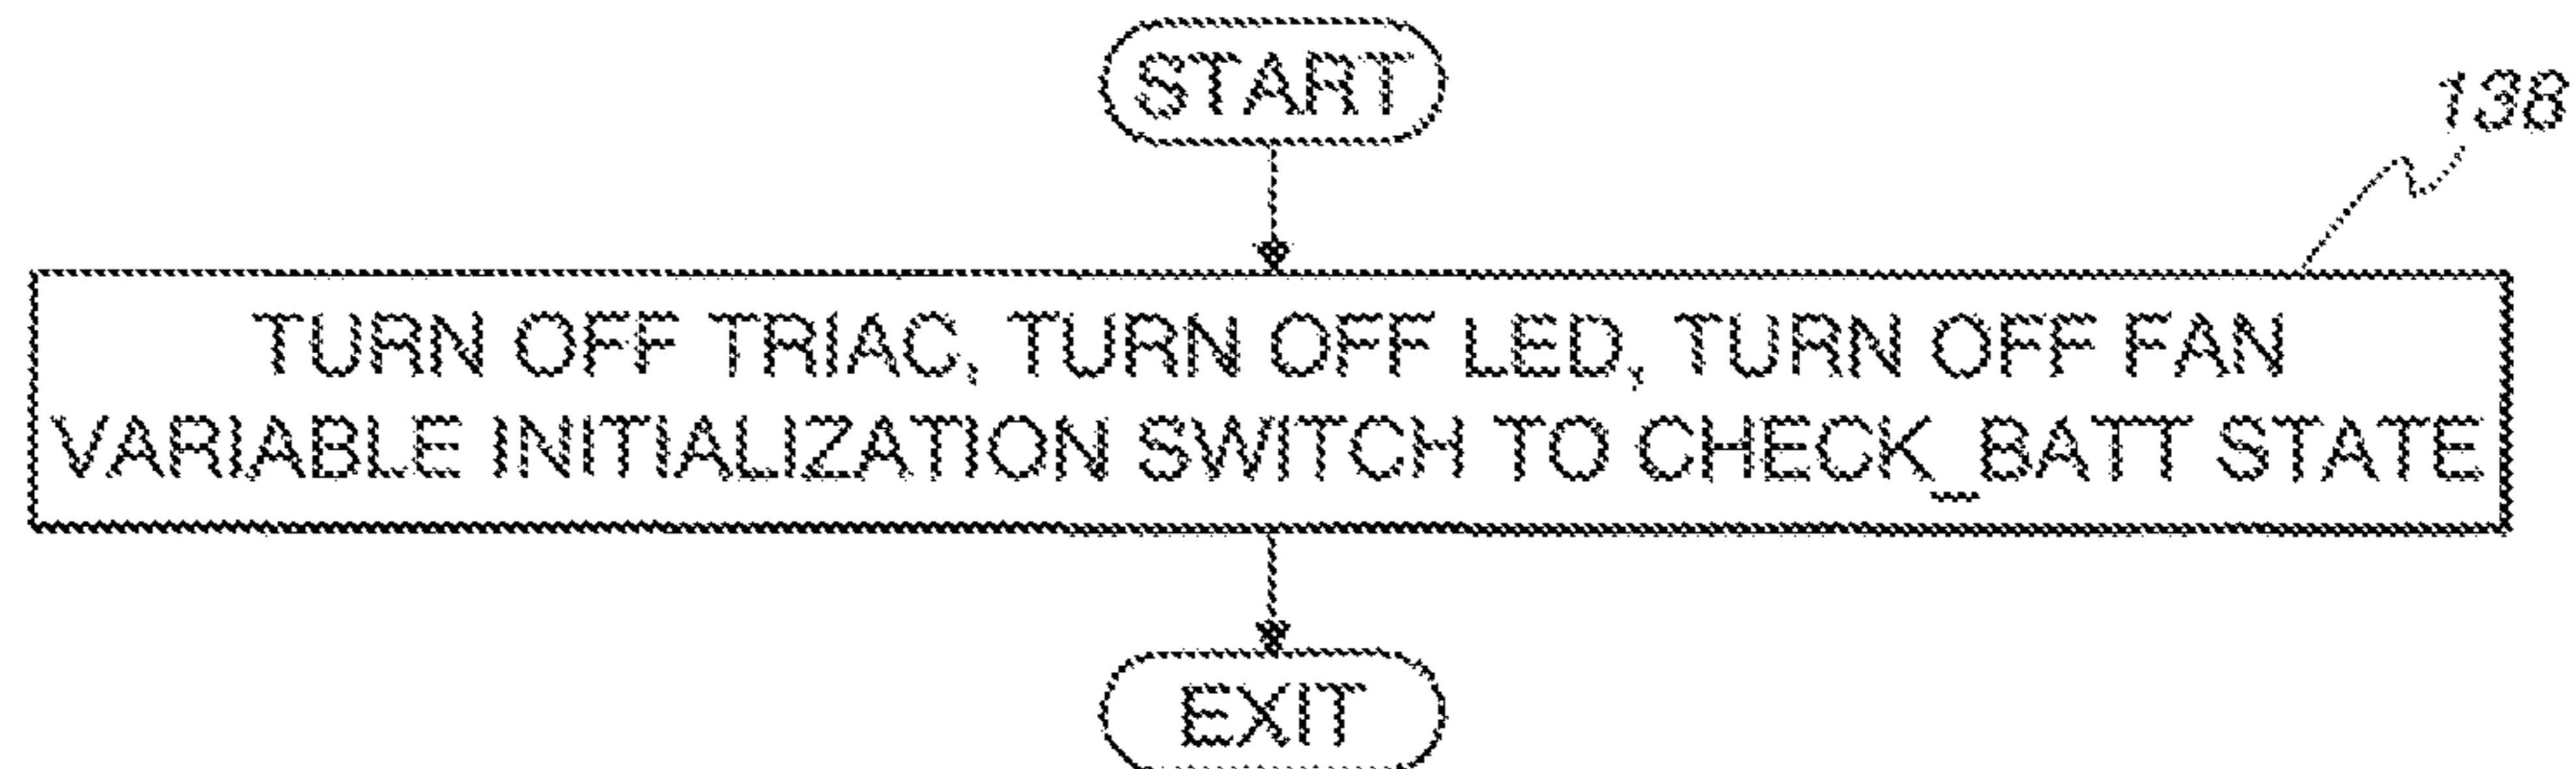 START
138
TURN OFF TRIAC, TURN OFF LED, TURN OFF FAN
VARIABLE INITIALIZATION SWITCH TO CHECK_BATT STATE
EXIT